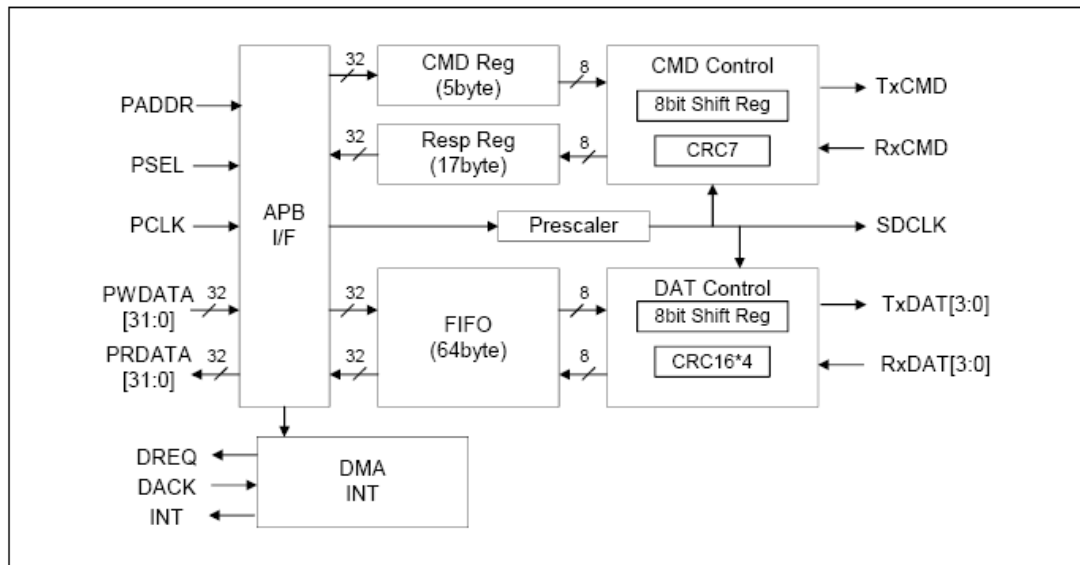 PADDR
PSEL
PCLK
PWDATA
[31:0]
32
PRDATA
[31:0]
32
APB
I/F
32
CMD Reg
(5byte)
8
32
Resp Reg
(17byte)
8
CMD Control
8bit Shift Reg
CRC7
TxCMD
RxCMD
Prescaler
SDCLK
32
32
FIFO
(64byte)
8
8
DAT Control
8bit Shift Reg
CRC16*4
TxDAT[3:0]
RxDAT[3:0]
DREQ
DACK
INT
DMA
INT